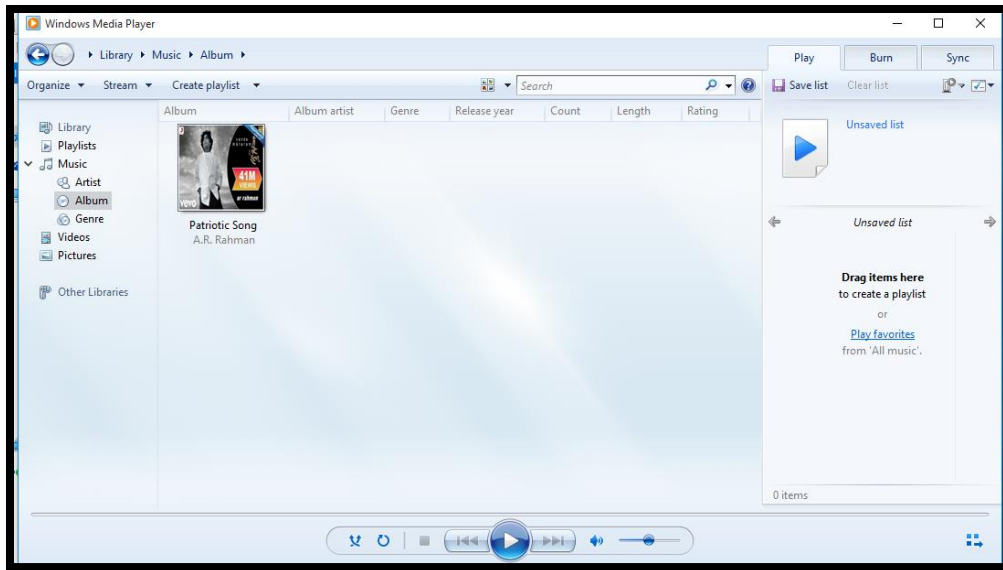 Windows Media Player
Library Music Album
Play Burn Sync
Organize Stream Create playlist Search Save list Clear list
Album Album artist Genre Release year Count Length Rating
Library
Playlists
Music
Artist
Album
Genre
Videos
Pictures
Other Libraries
41M
VIEWS
vevo
ar rahman
Patriotic Song
A.R. Rahman
Unsaved list
Unsaved list
Drag items here
to create a playlist
or
Play favorites
from 'All music'.
0 items